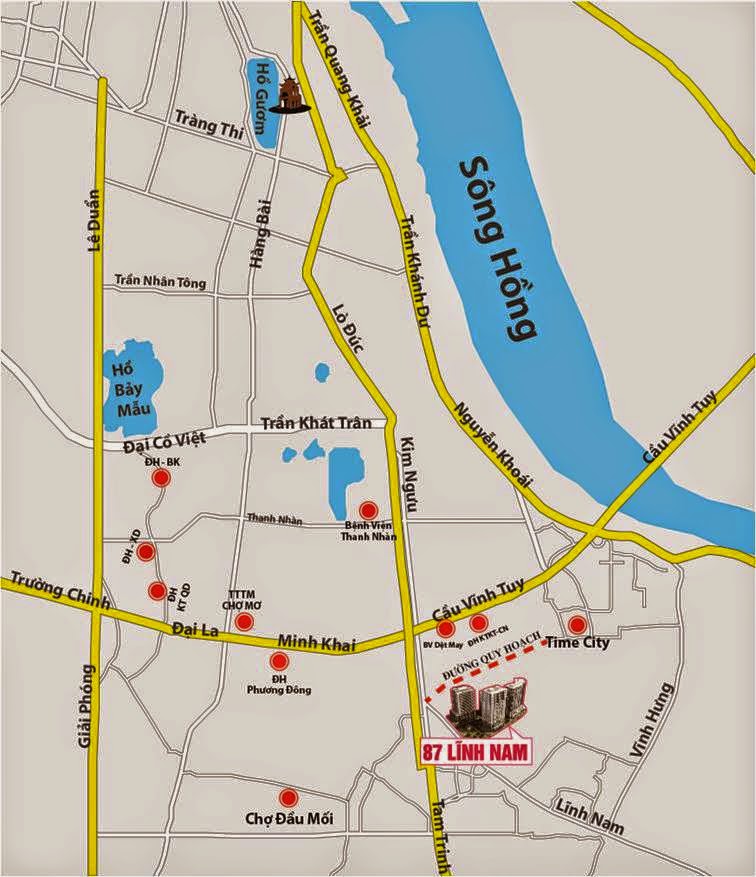 Trần Quang Khải
Hồ Gươm
Tràng Thi
Sông Hồng
Lê Duẩn
Hàng Bài
Trần Khánh Dư
Trần Nhân Tông
Lò Đúc
Hồ
Bảy
Mẫu
Cầu Vĩnh Tuy
Trần Khát Trân
Nguyễn Khoái
Đại Cồ Việt
ĐH - BK
Kim Ngưu
Thanh Nhàn
Bệnh Viện
Thanh Nhàn
ĐH - XD
Trường Chinh
ĐH
KT QD
TTTM
CHỢ MƠ
Cầu Vĩnh Tuy
Đại La
Minh Khai
BV Dệt May
ĐH KTKT-CN
Time City
ĐƯỜNG QUY HOẠCH
ĐH
Phương Đông
Giải Phóng
Vĩnh Hưng
87 LĨNH NAM
Lĩnh Nam
Chợ Đầu Mối
Tam Trinh